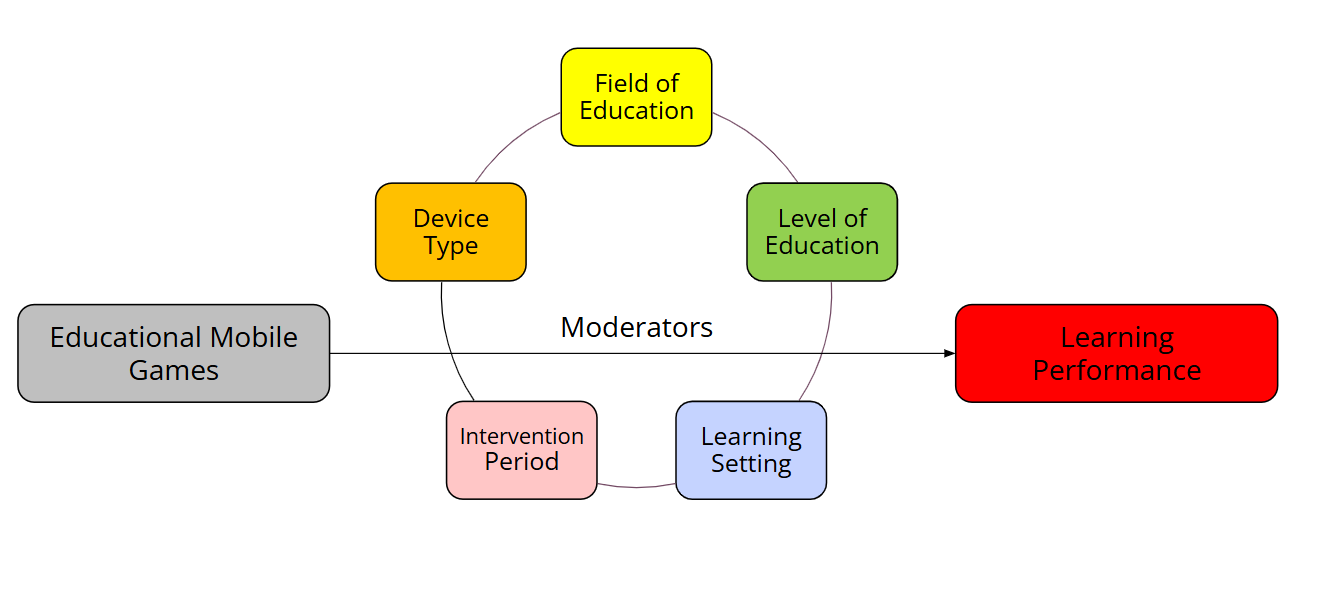 Field of
Education
Device
Type
Level of
Education
Educational Mobile
Games
Moderators
Learning
Performance
Intervention
Period
Learning
Setting